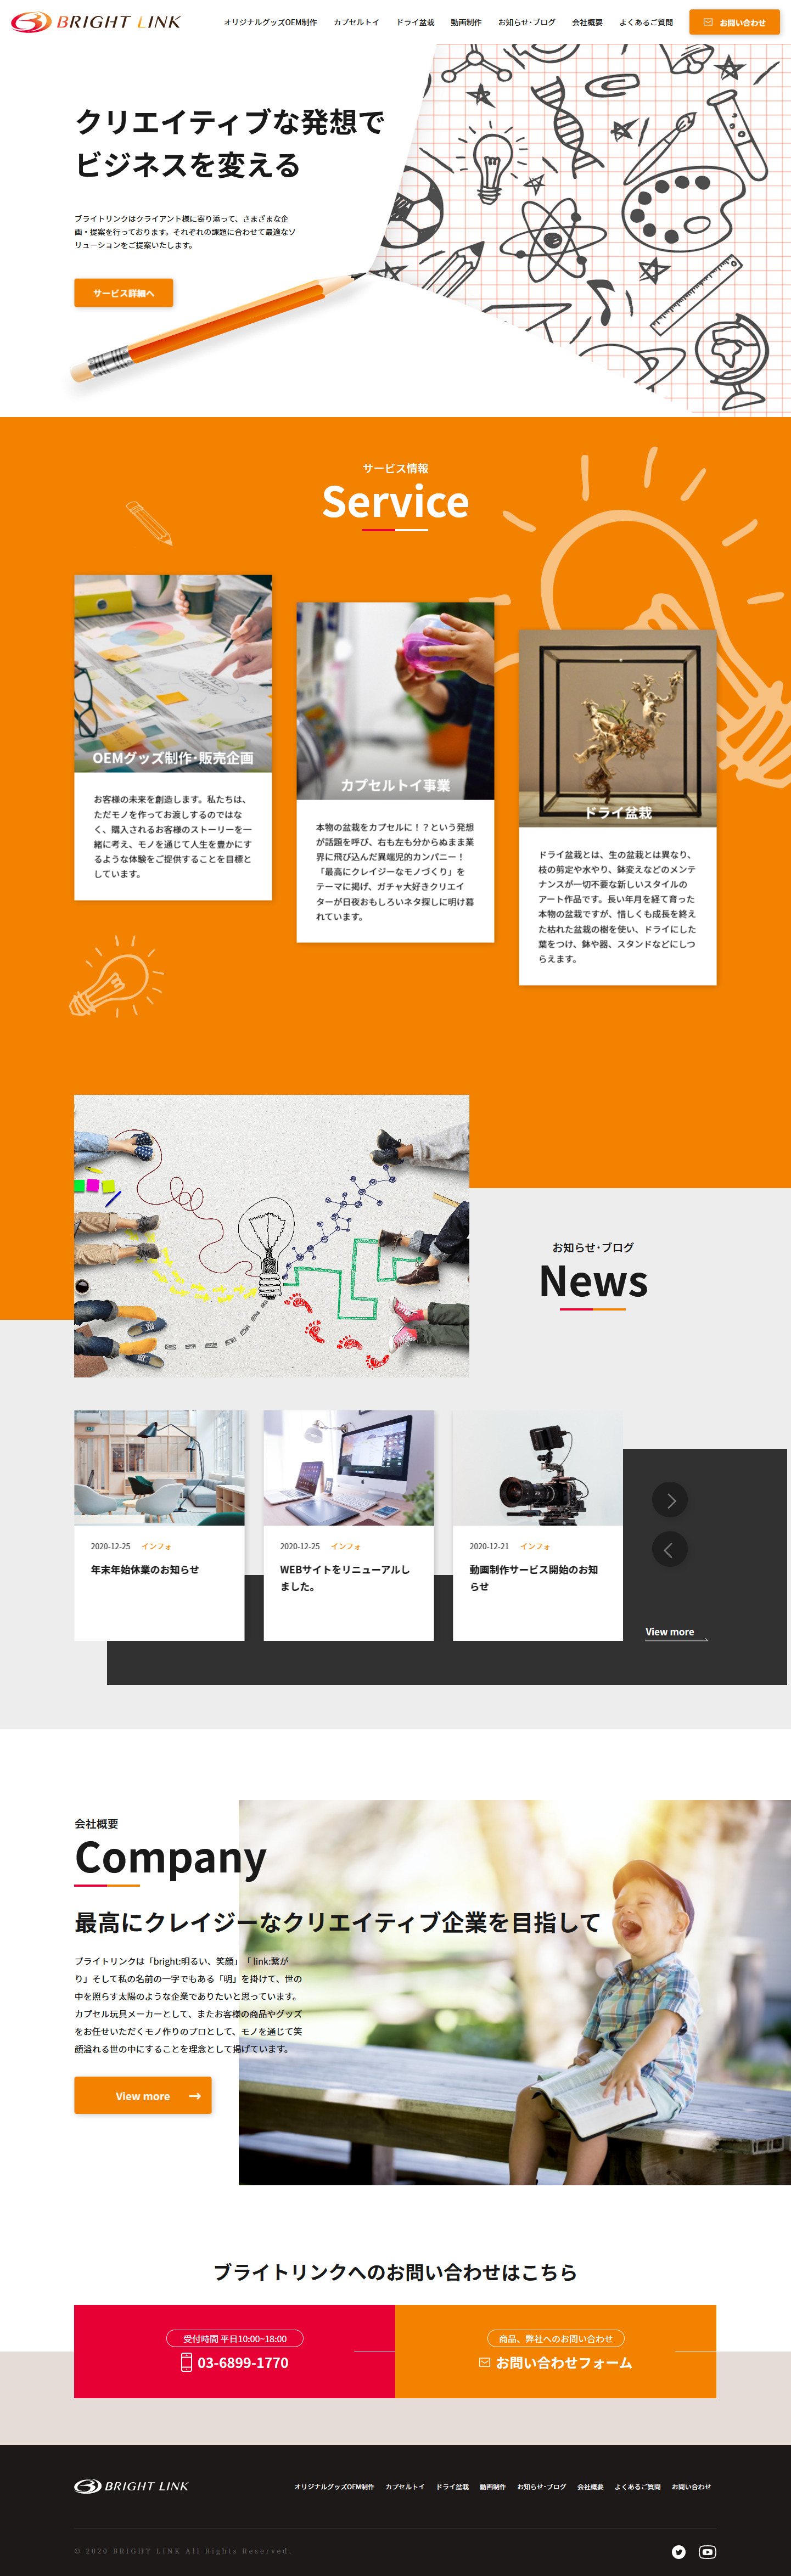 BRIGHT LINK
オリジナルグッズOEM制作
カプセルトイ
ドライ盆栽
動画制作
お知らせ･ブログ
会社概要
よくあるご質問
お問い合わせ
クリエイティブな発想で
ビジネスを変える
ブライトリンクはクライアント様に寄り添って、さまざまな企
画・提案を行っております。それぞれの課題に合わせて最適なソ
リューションをご提案いたします。
サービス詳細へ
サービス情報
Service
OEMグッズ制作･販売企画
お客様の未来を創造します。私たちは、
ただモノを作ってお渡しするのではな
く、購入されるお客様のストーリーを一
緒に考え、モノを通じて人生を豊かにす
るような体験をご提供することを目標と
しています。
カプセルトイ事業
本物の盆栽をカプセルに！？という発想
が話題を呼び、右も左も分からぬまま業
界に飛び込んだ異端児的カンパニー！
「最高にクレイジーなモノづくり」を
テーマに掲げ、ガチャ大好きクリエイ
ターが日夜おもしろいネタ探しに明け暮
れています。
ドライ盆栽
ドライ盆栽とは、生の盆栽とは異なり、
枝の剪定や水やり、鉢変えなどのメンテ
ナンスが一切不要な新しいスタイルの
アート作品です。長い年月を経て育った
本物の盆栽ですが、惜しくも成長を終え
た枯れた盆栽の樹を使い、ドライにした
葉をつけ、鉢や器、スタンドなどにしつ
らえます。
お知らせ･ブログ
News
2020-12-25 インフォ
年末年始休業のお知らせ
2020-12-25 インフォ
WEBサイトをリニューアルし
ました。
2020-12-21 インフォ
動画制作サービス開始のお知
らせ
View more
会社概要
Company
最高にクレイジーなクリエイティブ企業を目指して
ブライトリンクは「bright:明るい、笑顔」「 link:繋が
り」そして私の名前の一字でもある「明」を掛けて、世の
中を照らす太陽のような企業でありたいと思っています。
カプセル玩具メーカーとして、またお客様の商品やグッズ
をお任せいただくモノ作りのプロとして、モノを通じて笑
顔溢れる世の中にすることを理念として掲げています。
View more
ブライトリンクへのお問い合わせはこちら
受付時間 平日10:00~18:00
03-6899-1770
商品、弊社へのお問い合わせ
お問い合わせフォーム
BRIGHT LINK
オリジナルグッズOEM制作
カプセルトイ
ドライ盆栽
動画制作
お知らせ･ブログ
会社概要
よくあるご質問
お問い合わせ
© 2020 BRIGHT LINK All Rights Reserved.